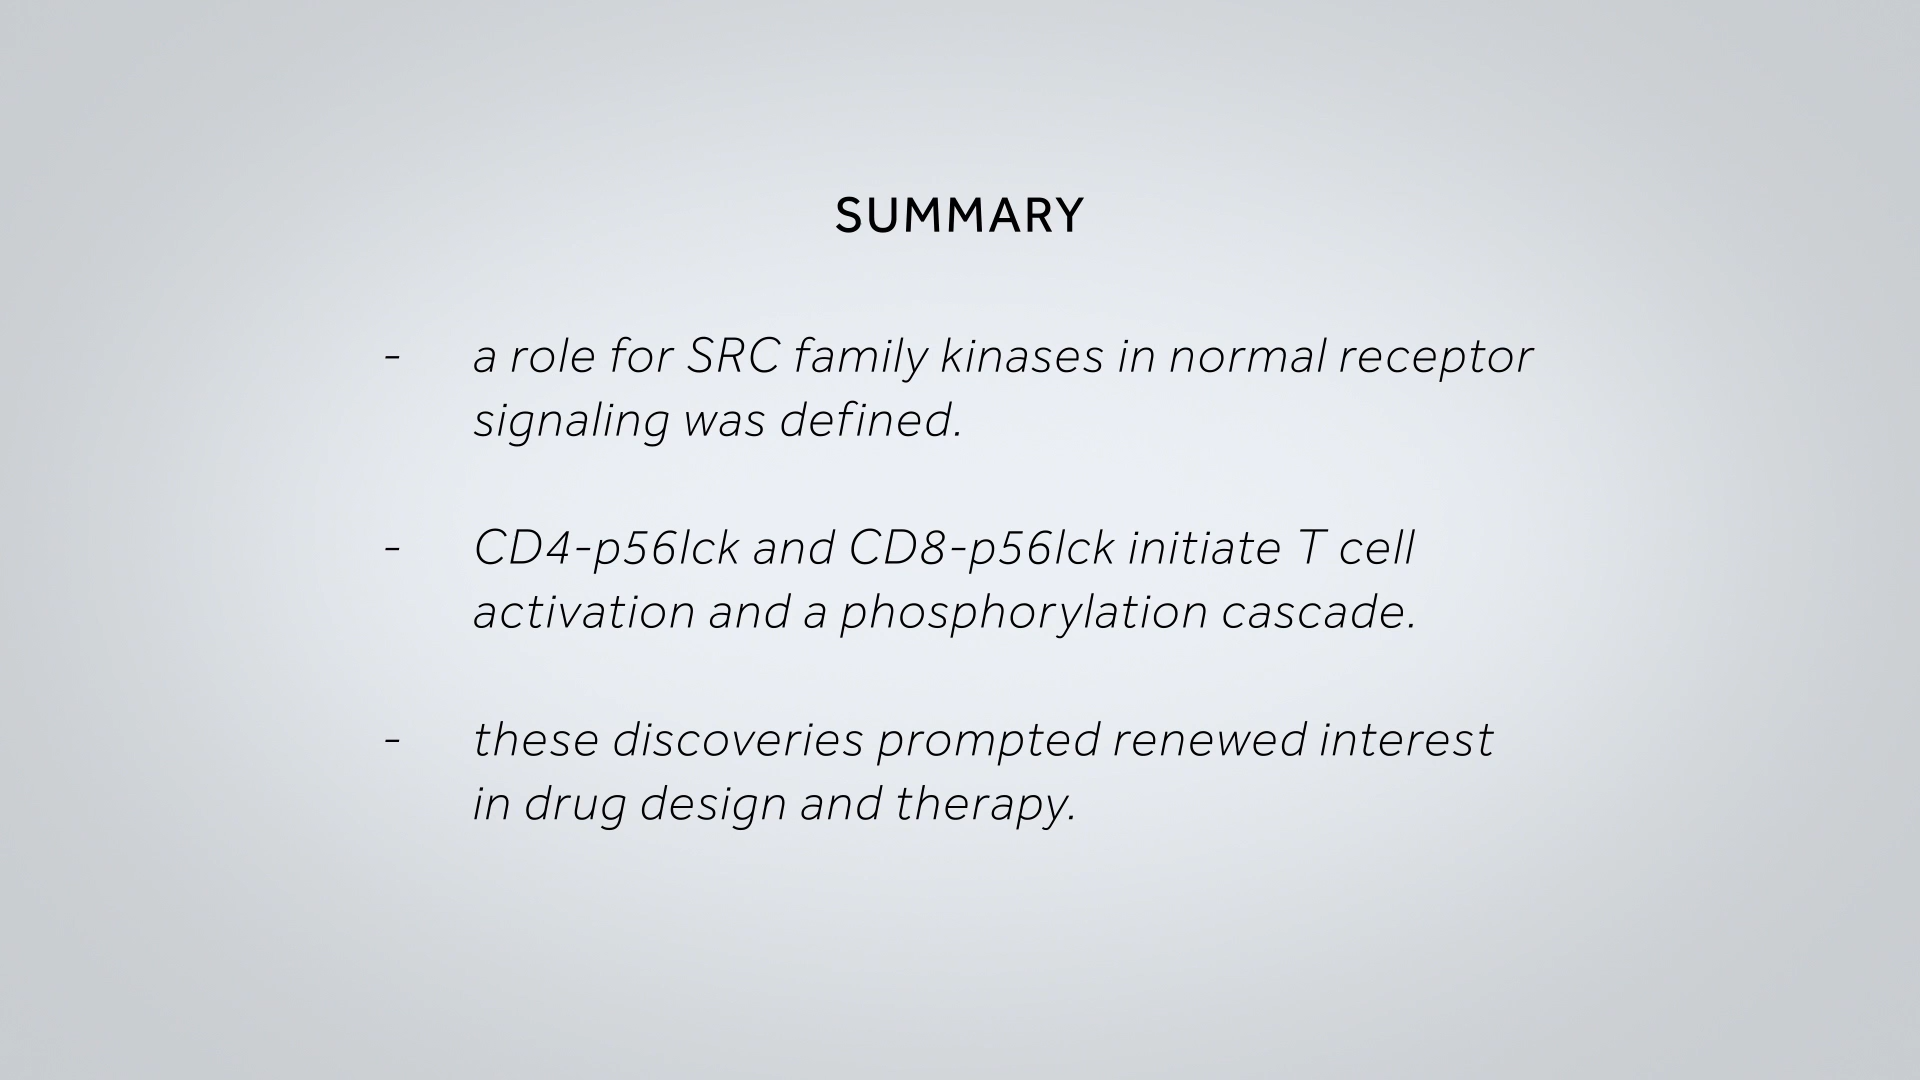 SUMMARY
- a role for SRC family kinases in normal receptor
signaling was defined.
- CD4-p56lck and CD8-p56lck initiate T cell
activation and a phosphorylation cascade.
- these discoveries prompted renewed interest
in drug design and therapy.